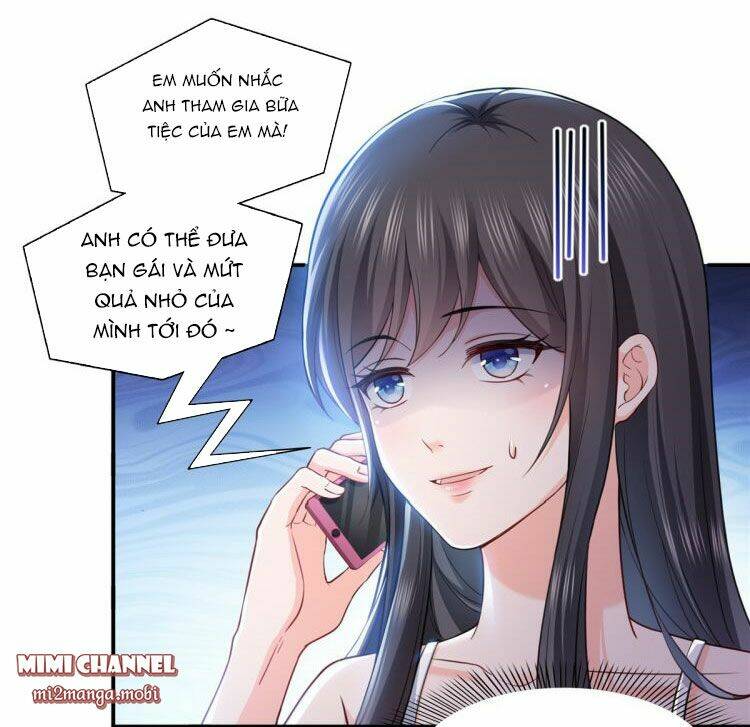 EM MUỐN NHẮC
ANH THAM GIA BỮA
TIỆC CỦA EM MÀ!
ANH CÓ THỂ ĐƯA
BẠN GÁI VÀ MỨT
QUẢ NHỎ CỦA
MÌNH TỚI ĐÓ ~
MIMI CHANNEL
mi2manga.mobi